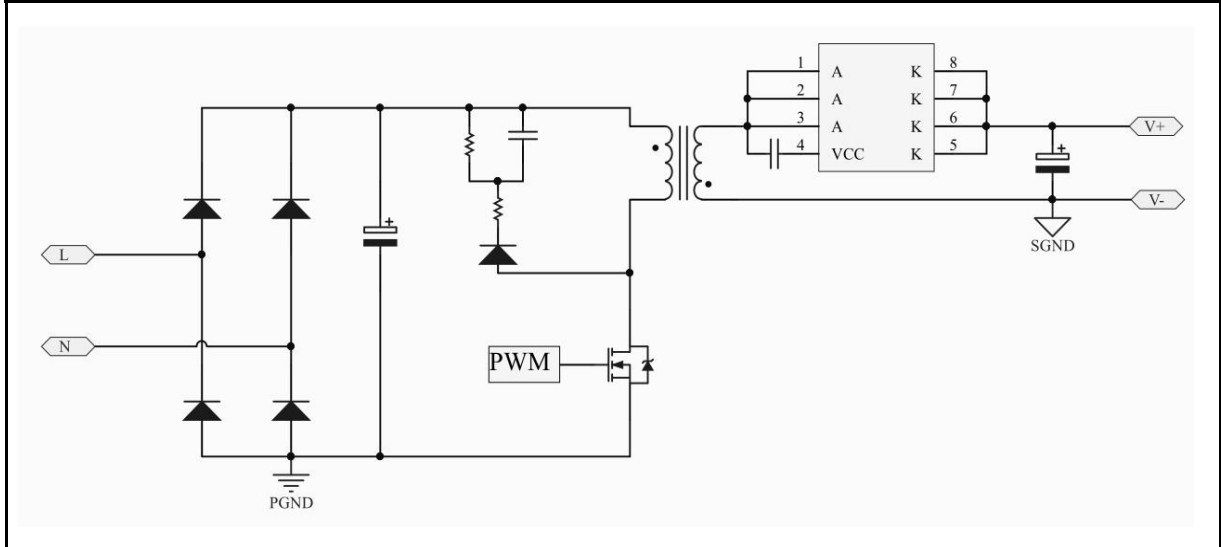 1 A K 8
2 A K 7
3 A K 6
4 VCC K 5
V+
V-
SGND
L
N
PWM
PGND
+
+